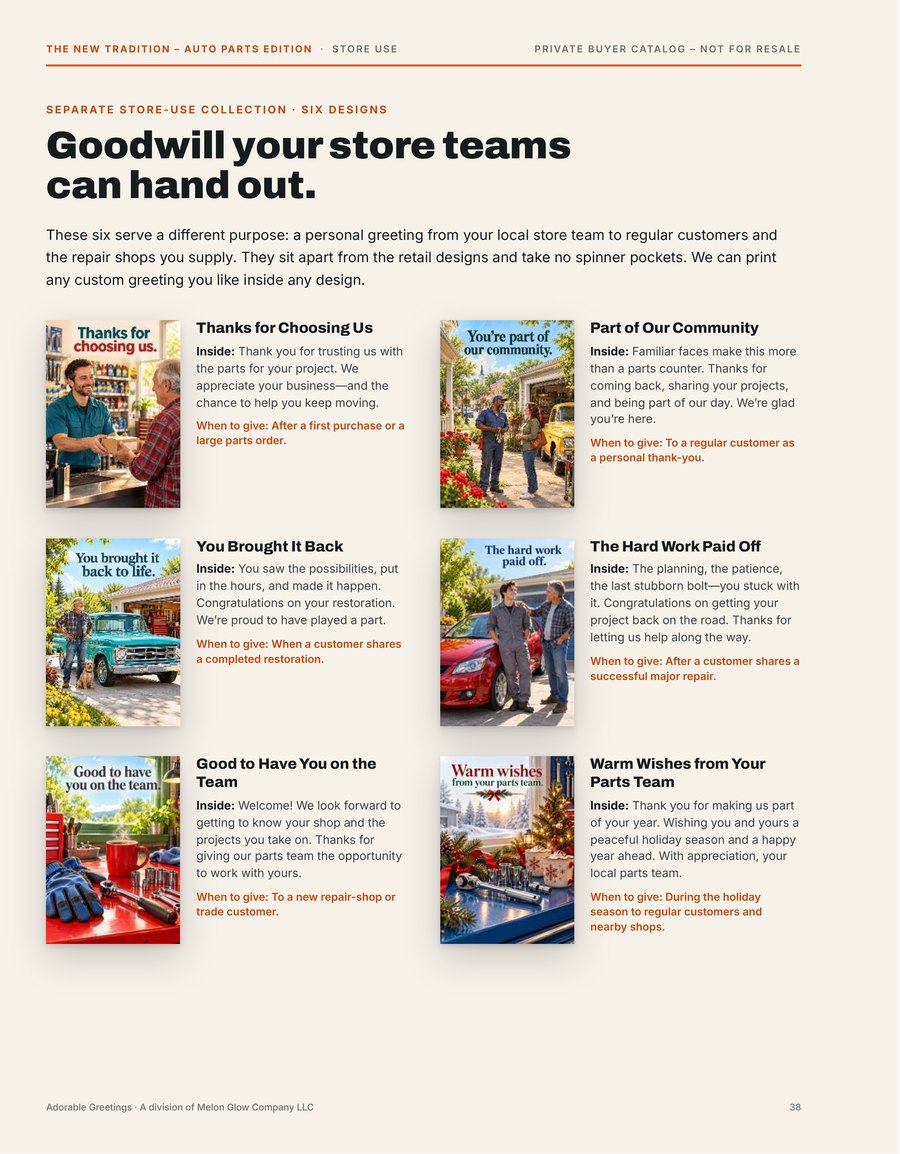 THE NEW TRADITION – AUTO PARTS EDITION · STORE USE
PRIVATE BUYER CATALOG – NOT FOR RESALE
SEPARATE STORE-USE COLLECTION · SIX DESIGNS
Goodwill your store teams
can hand out.
These six serve a different purpose: a personal greeting from your local store team to regular customers and
the repair shops you supply. They sit apart from the retail designs and take no spinner pockets. We can print
any custom greeting you like inside any design.
Thanks for
choosing us.
Thanks for Choosing Us
Inside: Thank you for trusting us with
the parts for your project. We
appreciate your business—and the
chance to help you keep moving.
When to give: After a first purchase or a
large parts order.
You're part of
our community.
Part of Our Community
Inside: Familiar faces make this more
than a parts counter. Thanks for
coming back, sharing your projects,
and being part of our day. We're glad
you're here.
When to give: To a regular customer as
a personal thank-you.
You brought it
back to life.
You Brought It Back
Inside: You saw the possibilities, put
in the hours, and made it happen.
Congratulations on your restoration.
We're proud to have played a part.
When to give: When a customer shares
a completed restoration.
The hard work
paid off.
The Hard Work Paid Off
Inside: The planning, the patience,
the last stubborn bolt—you stuck with
it. Congratulations on getting your
project back on the road. Thanks for
letting us help along the way.
When to give: After a customer shares a
successful major repair.
Good to have
you on the team.
Good to Have You on the
Team
Inside: Welcome! We look forward to
getting to know your shop and the
projects you take on. Thanks for
giving our parts team the opportunity
to work with yours.
When to give: To a new repair-shop or
trade customer.
Warm wishes
from your parts team.
Warm Wishes from Your
Parts Team
Inside: Thank you for making us part
of your year. Wishing you and yours a
peaceful holiday season and a happy
year ahead. With appreciation, your
local parts team.
When to give: During the holiday
season to regular customers and
nearby shops.
Adorable Greetings · A division of Melon Glow Company LLC
38